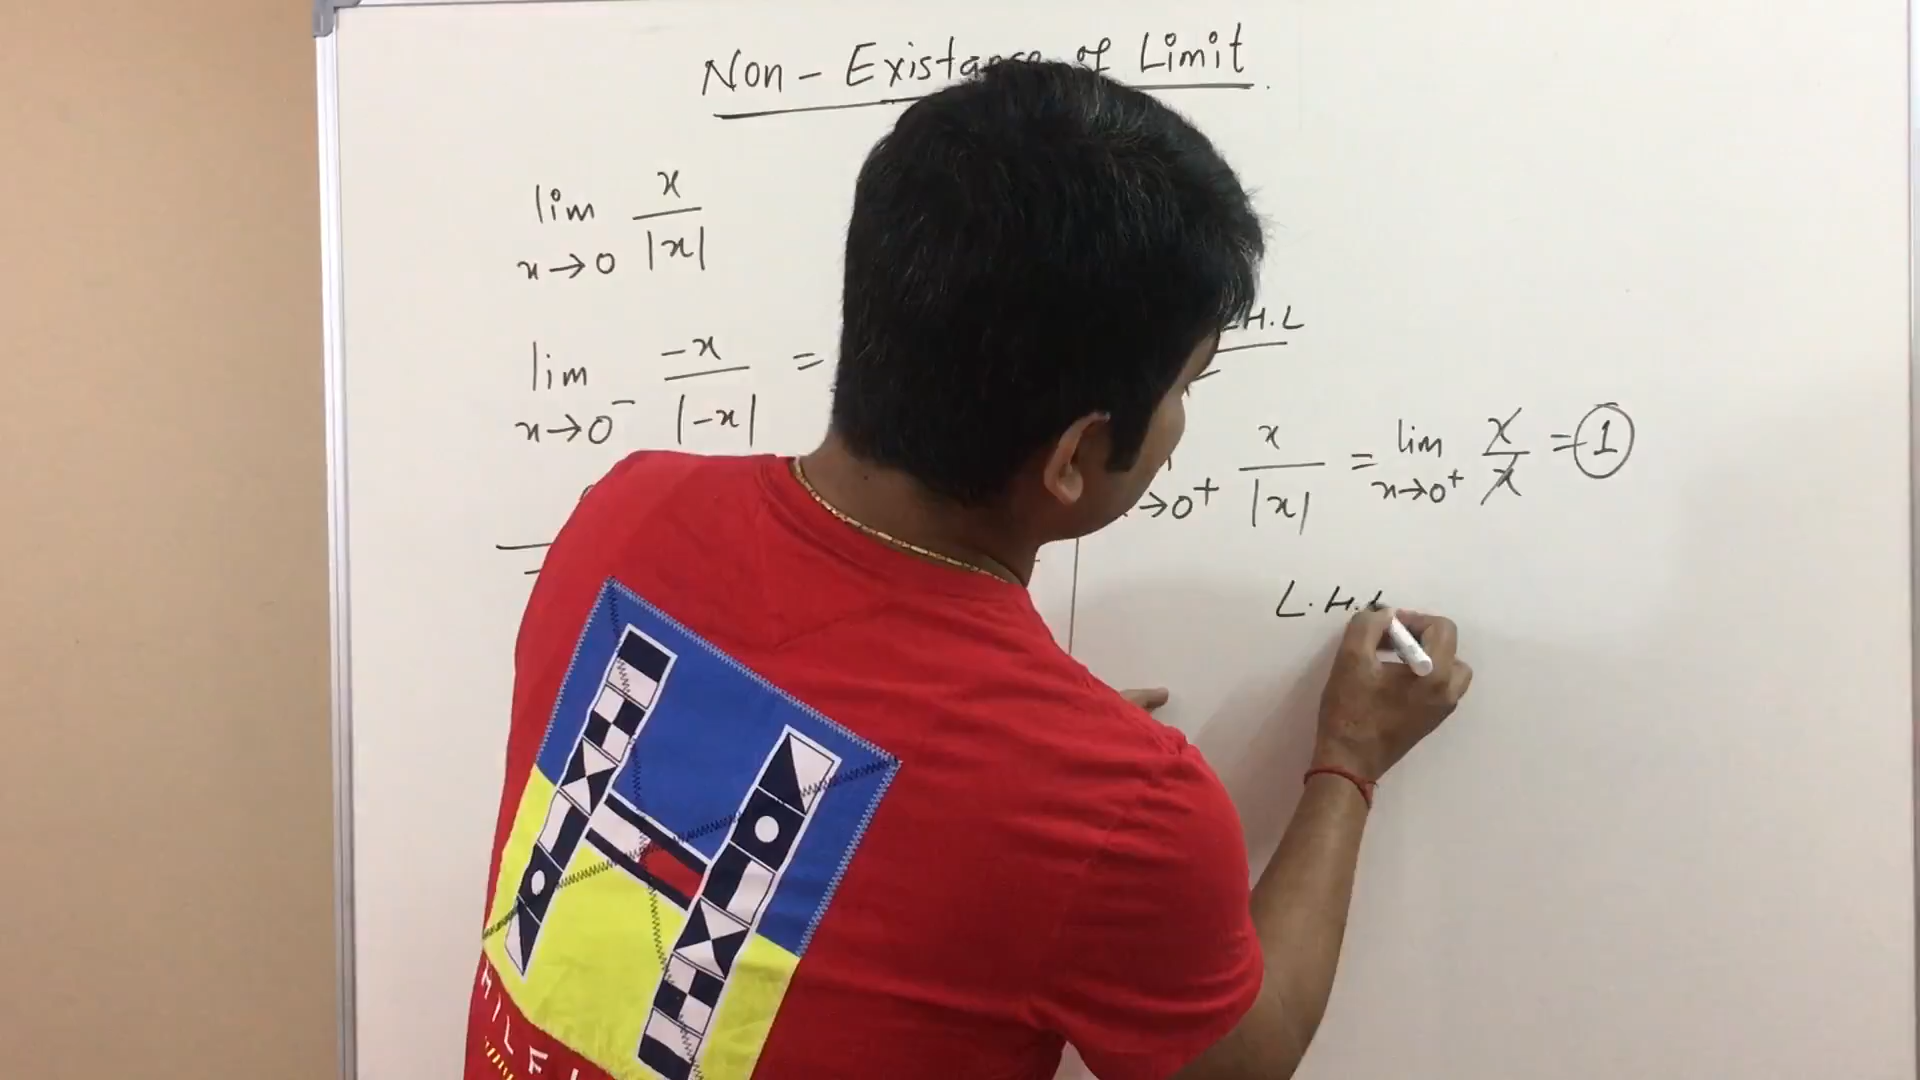 Non - Existance of Limit
lim x→0 x/|x|
lim x→0⁻ -x/|-x| =
H.L
→0⁺ x/|x| = lim x→0⁺ x/x = 1
L.H.L